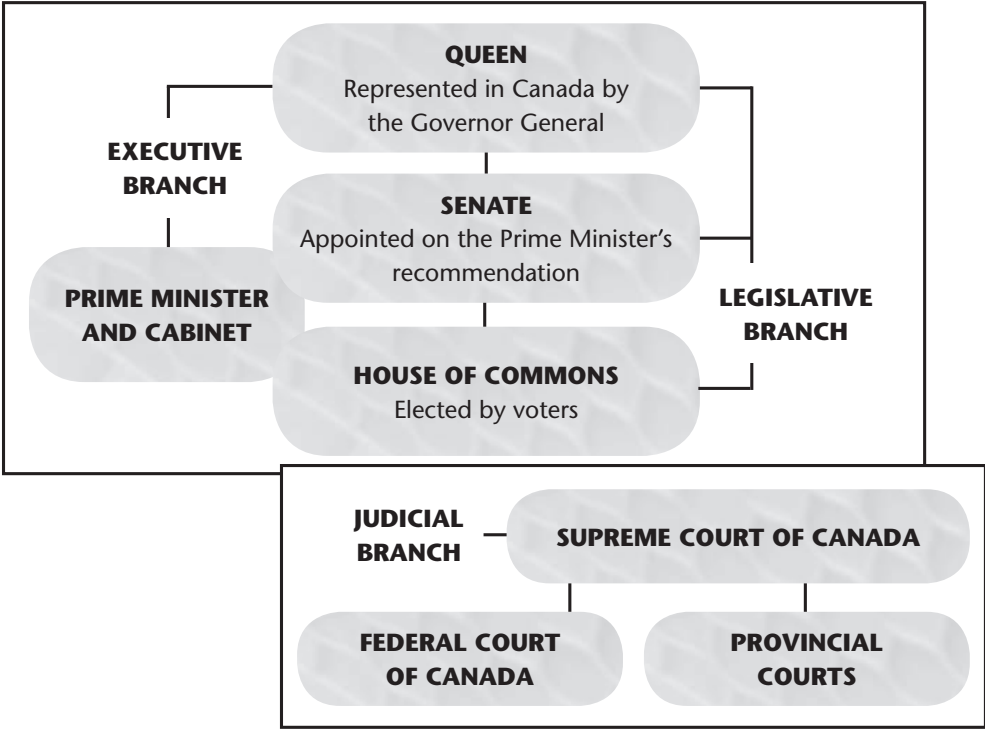 QUEEN
Represented in Canada by
the Governor General
EXECUTIVE
BRANCH
SENATE
Appointed on the Prime Minister’s
recommendation
PRIME MINISTER
AND CABINET
LEGISLATIVE
BRANCH
HOUSE OF COMMONS
Elected by voters
JUDICIAL
BRANCH
SUPREME COURT OF CANADA
FEDERAL COURT
OF CANADA
PROVINCIAL
COURTS